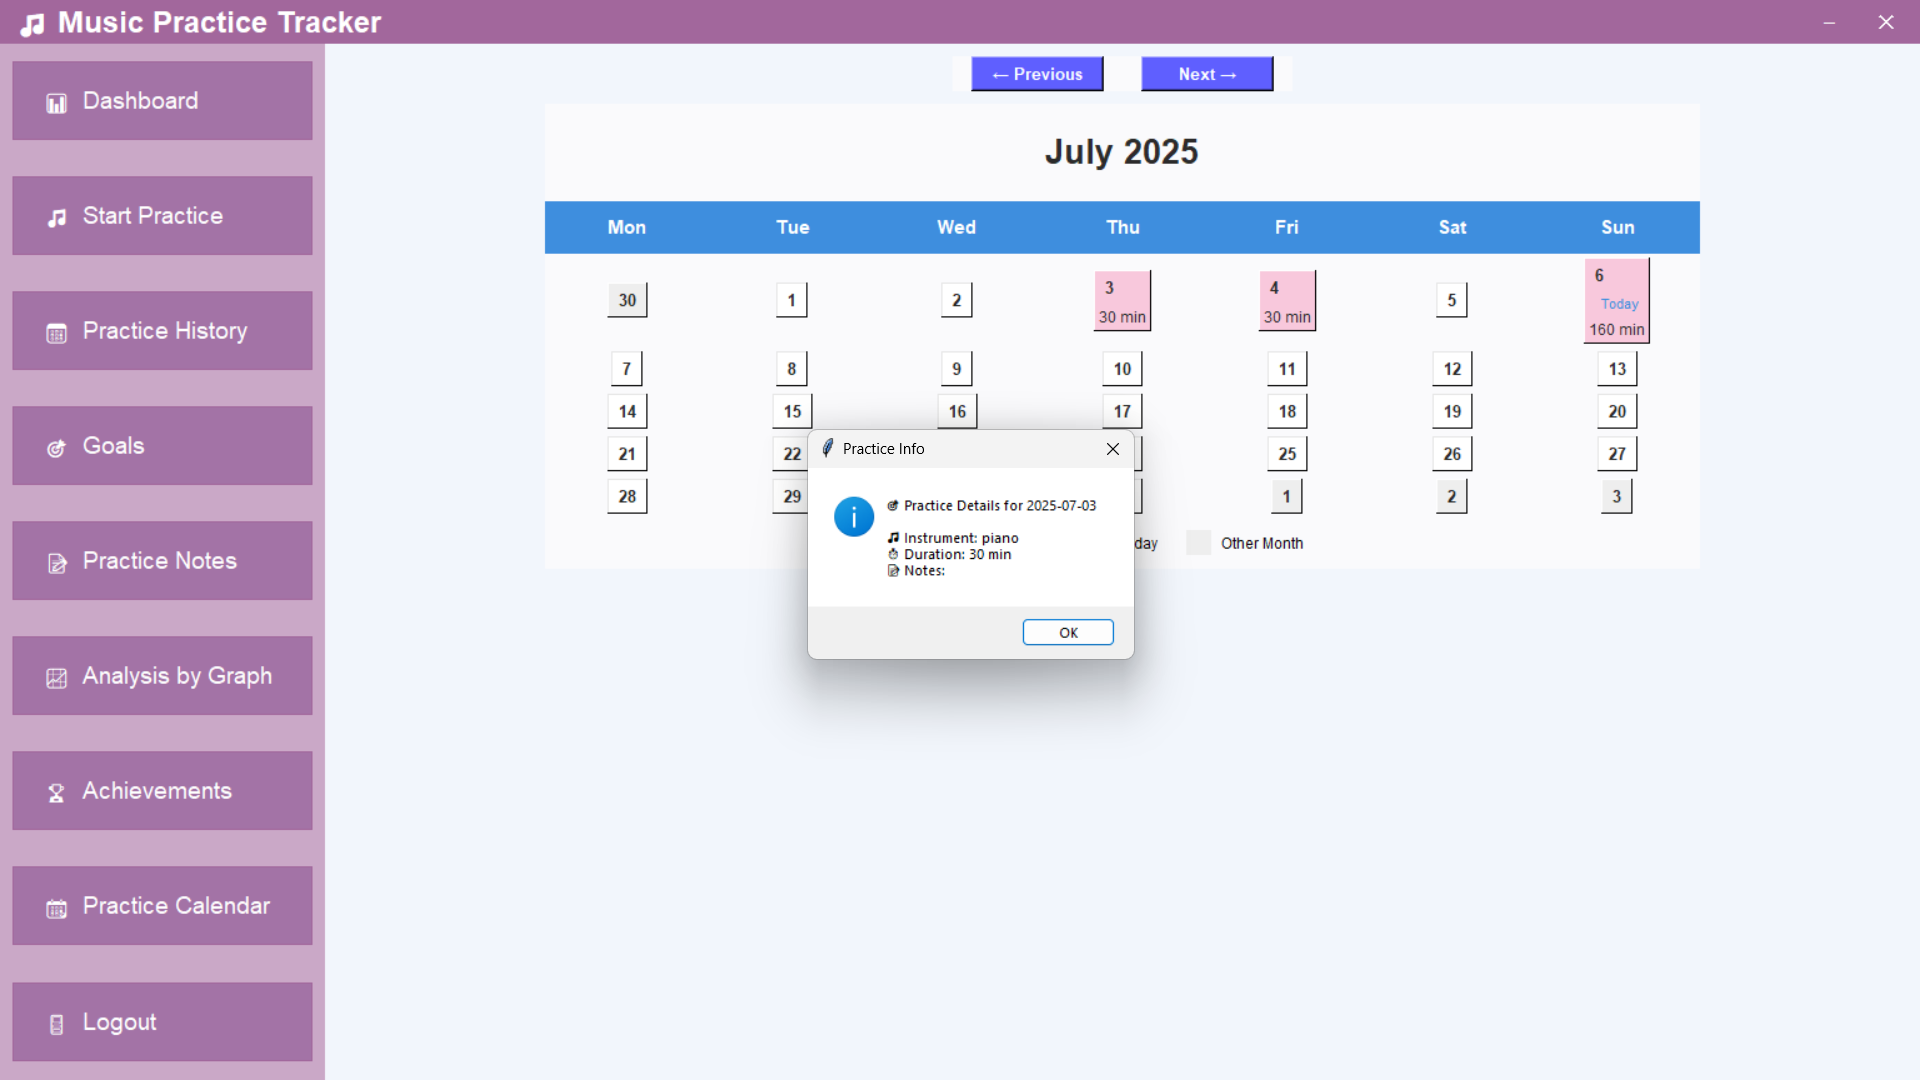 Music Practice Tracker
Dashboard
Start Practice
Practice History
Goals
Practice Notes
Analysis by Graph
Achievements
Practice Calendar
Logout
← Previous Next →
July 2025
Mon Tue Wed Thu Fri Sat Sun
30 1 2 3 4 5 6
Today
30 min 30 min 160 min
7 8 9 10 11 12 13
14 15 16 17 18 19 20
21 22 25 26 27
28 29 1 2 3
day Other Month
Practice Info
Practice Details for 2025-07-03
Instrument: piano
Duration: 30 min
Notes:
OK